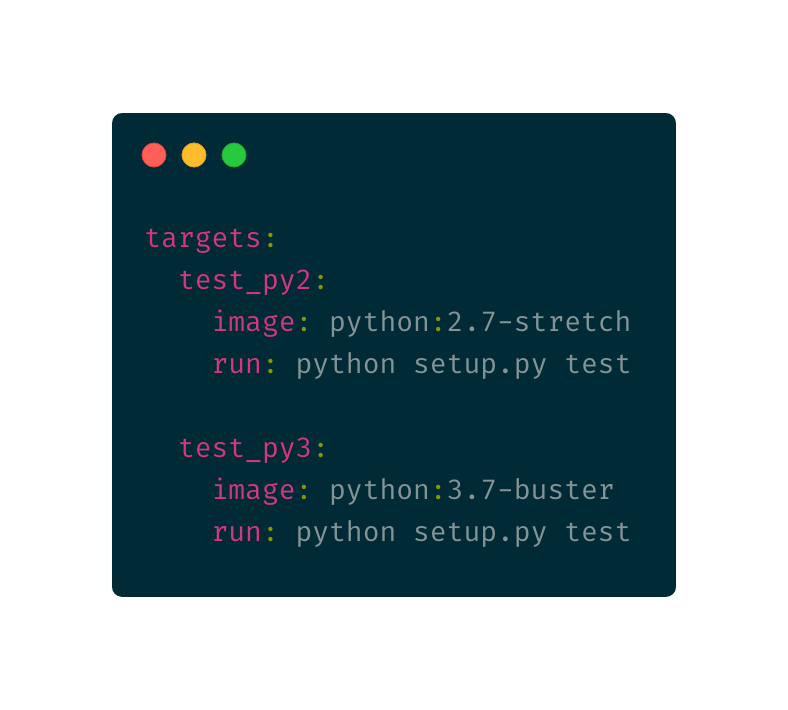 targets:
  test_py2:
    image: python:2.7-stretch
    run: python setup.py test

  test_py3:
    image: python:3.7-buster
    run: python setup.py test